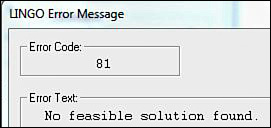 LINGO Error Message
Error Code:
81
Error Text:
No feasible solution found.